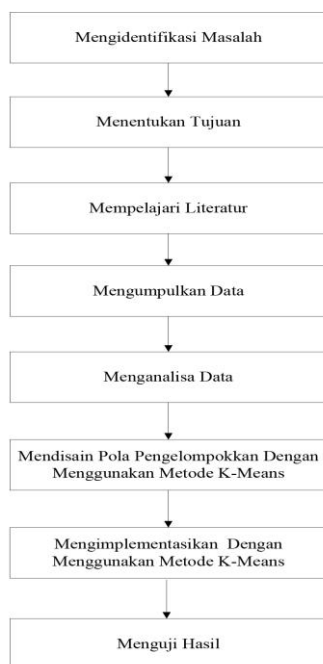 Mengidentifikasi Masalah
Menentukan Tujuan
Mempelajari Literatur
Mengumpulkan Data
Menganalisa Data
Mendisain Pola Pengelompokkan Dengan
Menggunakan Metode K-Means
Mengimplementasikan Dengan
Menggunakan Metode K-Means
Menguji Hasil